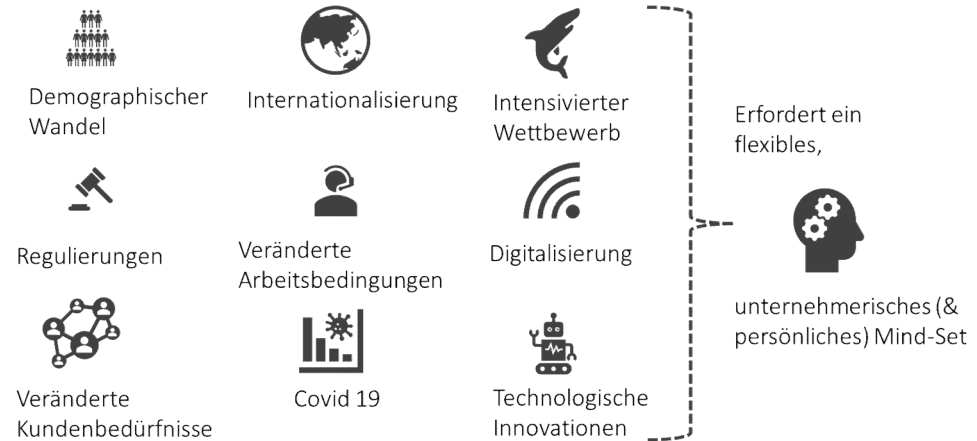 Demographischer
Wandel
Internationalisierung
Intensivierter
Wettbewerb
Regulierungen
Veränderte
Arbeitsbedingungen
Digitalisierung
Veränderte
Kundenbedürfnisse
Covid 19
Technologische
Innovationen
Erfordert ein
flexibles,
unternehmerisches (&
persönliches) Mind-Set